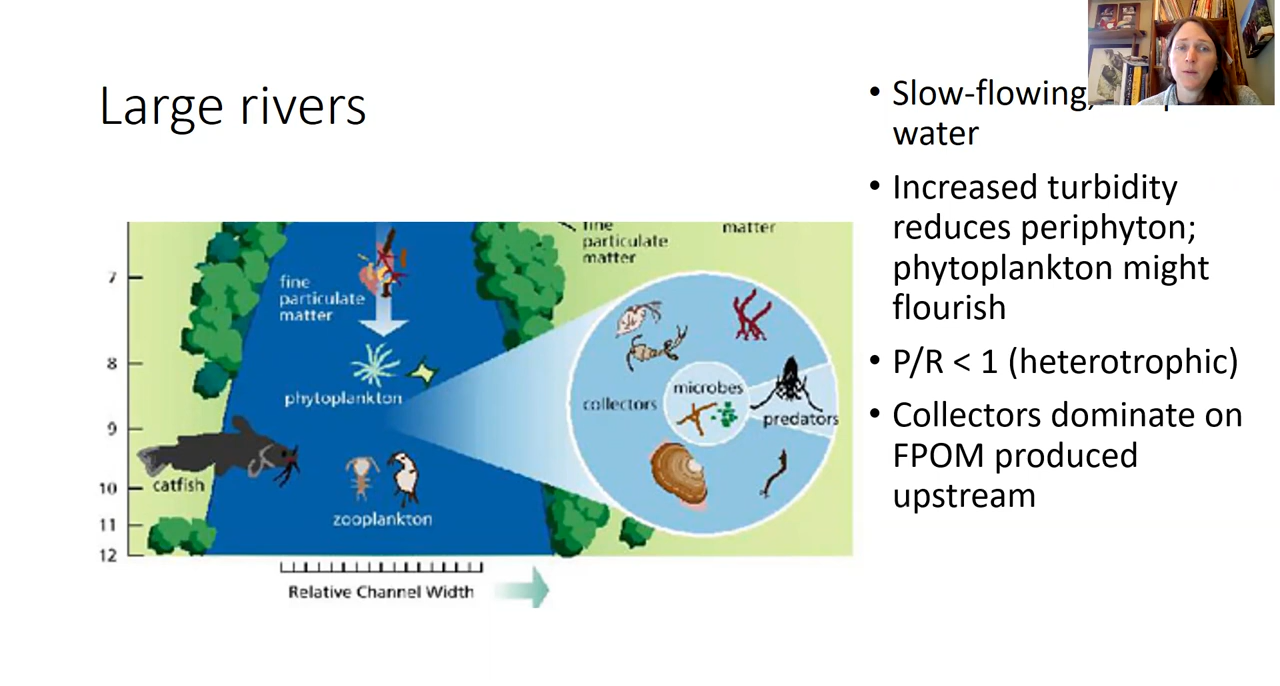 Large rivers
• Slow-flowing,
water
• Increased turbidity
reduces periphyton;
phytoplankton might
flourish
• P/R < 1 (heterotrophic)
• Collectors dominate on
FPOM produced
upstream
fine
particulate
matter
matter
7
fine
particulate
matter
8
phytoplankton
collectors
microbes
predators
9
catfish
10
zooplankton
11
12
Relative Channel Width